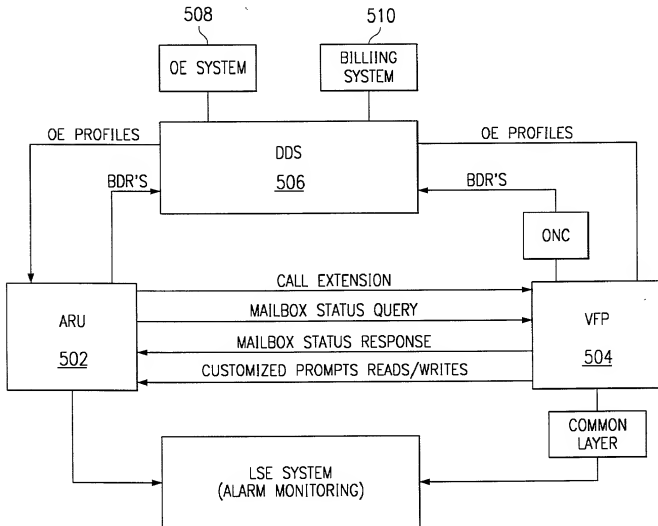 508
510
OE SYSTEM
BILLIING
SYSTEM
OE PROFILES
OE PROFILES
DDS
506
BDR'S
BDR'S
ONC
CALL EXTENSION
MAILBOX STATUS QUERY
ARU
VFP
MAILBOX STATUS RESPONSE
502
504
CUSTOMIZED PROMPTS READS/WRITES
COMMON
LAYER
LSE SYSTEM
(ALARM MONITORING)